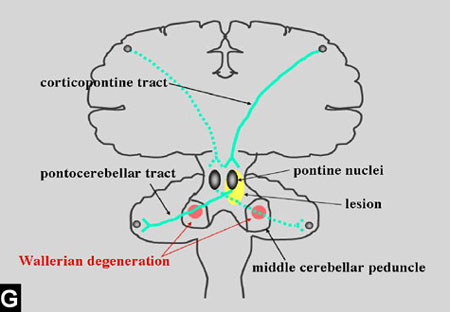 corticopontine tract
pontocerebellar tract
pontine nuclei
lesion
Wallerian degeneration
middle cerebellar peduncle
G